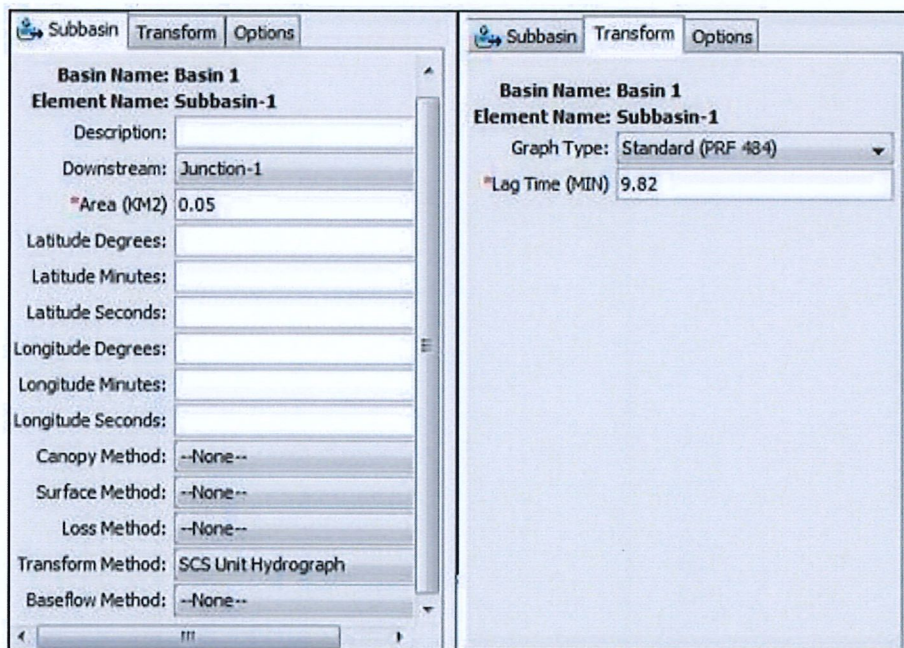 Subbasin Transform Options
Basin Name: Basin 1
Element Name: Subbasin-1
Description:
Downstream: Junction-1
*Area (KM2) 0.05
Latitude Degrees:
Latitude Minutes:
Latitude Seconds:
Longitude Degrees:
Longitude Minutes:
Longitude Seconds:
Canopy Method: --None--
Surface Method: --None--
Loss Method: --None--
Transform Method: SCS Unit Hydrograph
Baseflow Method: --None--
Subbasin Transform Options
Basin Name: Basin 1
Element Name: Subbasin-1
Graph Type: Standard (PRF 484)
*Lag Time (MIN) 9.82